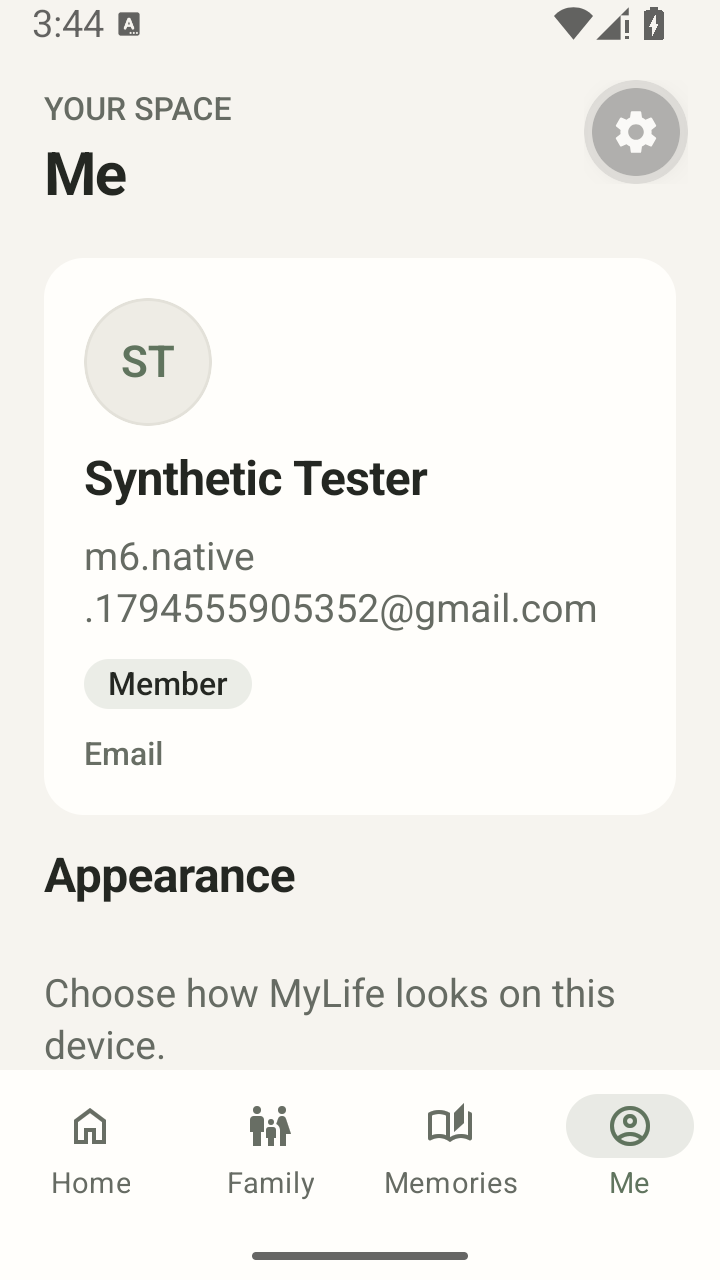 3:44
A
YOUR SPACE
Me
ST
Synthetic Tester
m6.native
.1794555905352@gmail.com
Member
Email
Appearance
Choose how MyLife looks on this
device.
Home
Family
Memories
Me